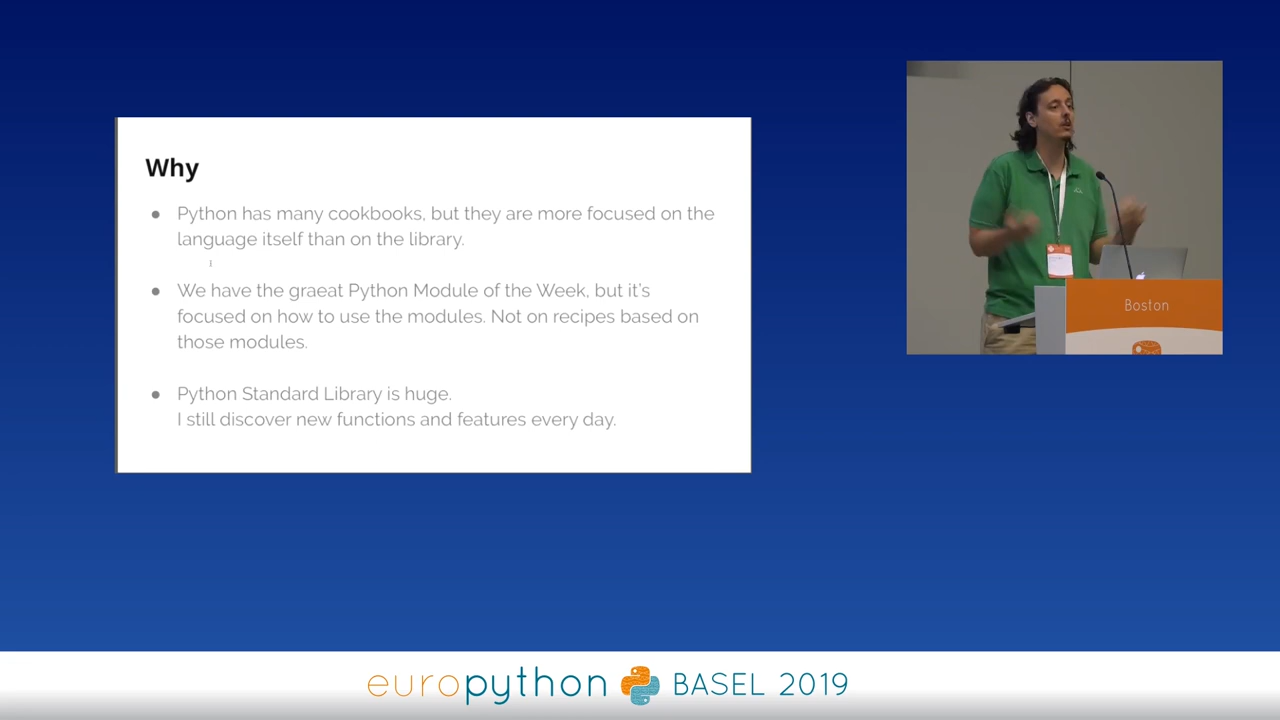 Why
● Python has many cookbooks, but they are more focused on the
language itself than on the library.
● We have the graeat Python Module of the Week, but it's
focused on how to use the modules. Not on recipes based on
those modules.
● Python Standard Library is huge.
I still discover new functions and features every day.
Boston
europython BASEL 2019